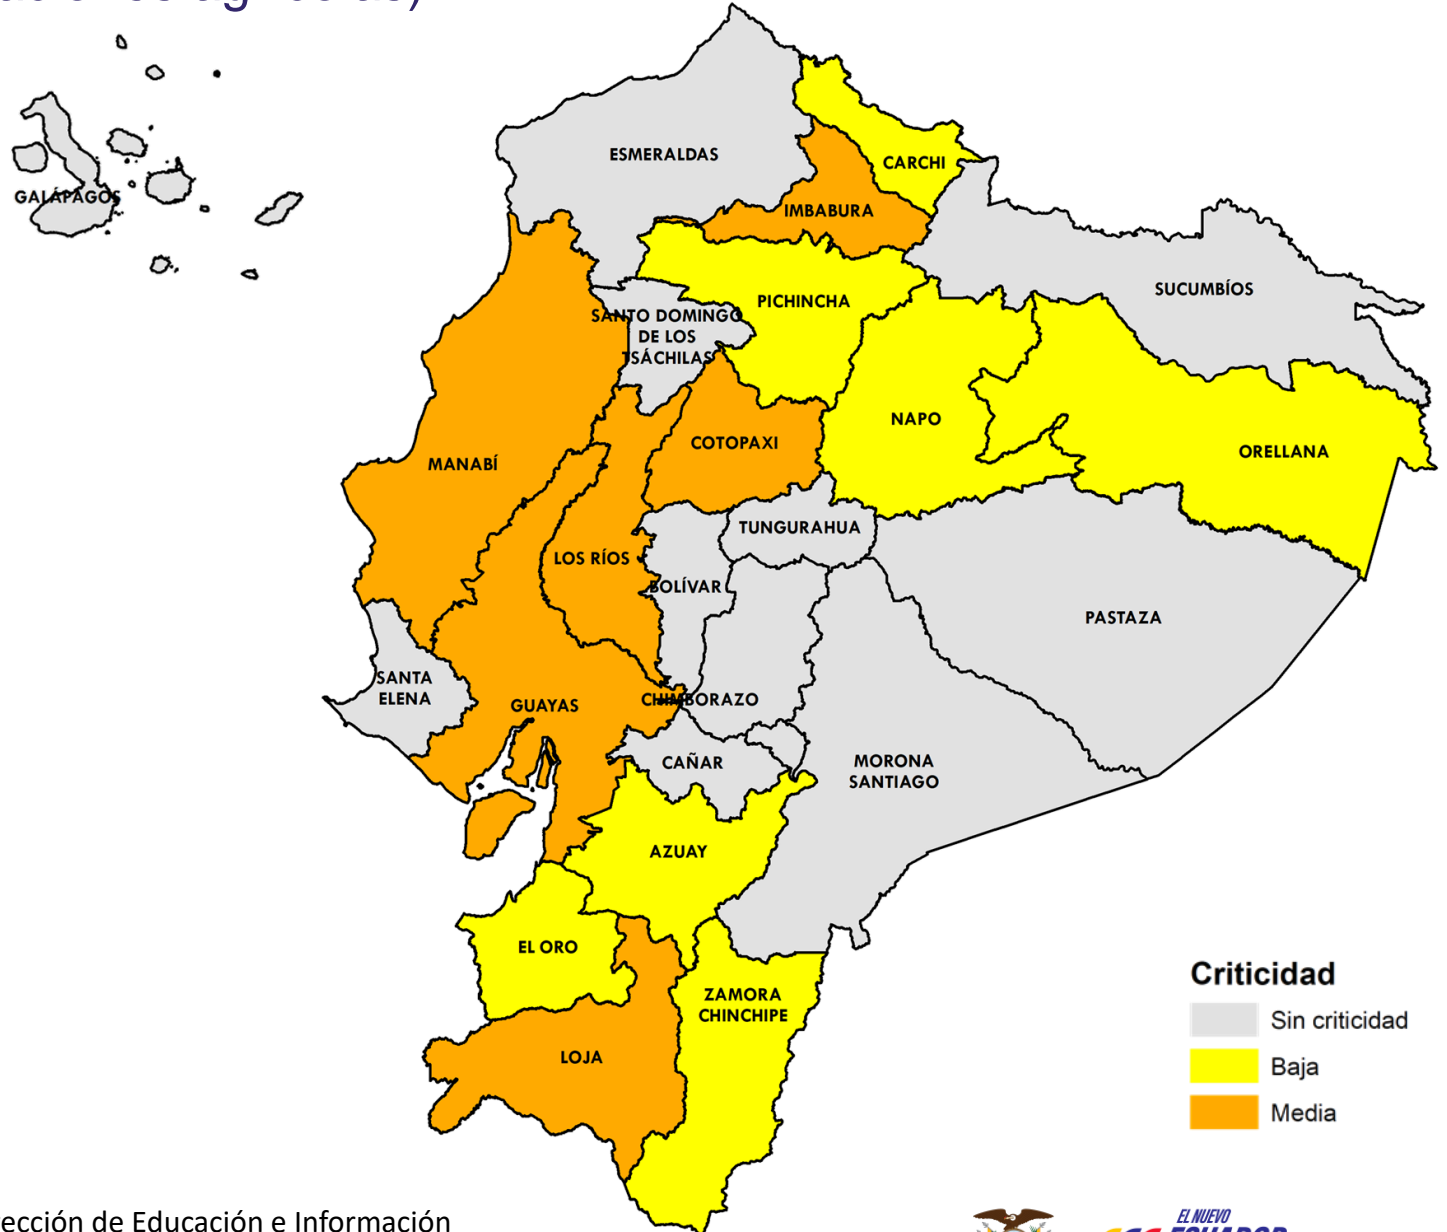 GALÁPAGOS
ESMERALDAS
CARCHI
IMBABURA
SUCUMBÍOS
PICHINCHA
SANTO DOMINGO
DE LOS
TSÁCHILAS
NAPO
ORELLANA
COTOPAXI
MANABÍ
TUNGURAHUA
LOS RÍOS
BOLÍVAR
PASTAZA
SANTA
ELENA
GUAYAS
CHIMBORAZO
CAÑAR
MORONA
SANTIAGO
AZUAY
EL ORO
ZAMORA
CHINCHIPE
LOJA
Criticidad
Sin criticidad
Baja
Media
ección de Educación e Información
EL NUEVO
ECUADOR